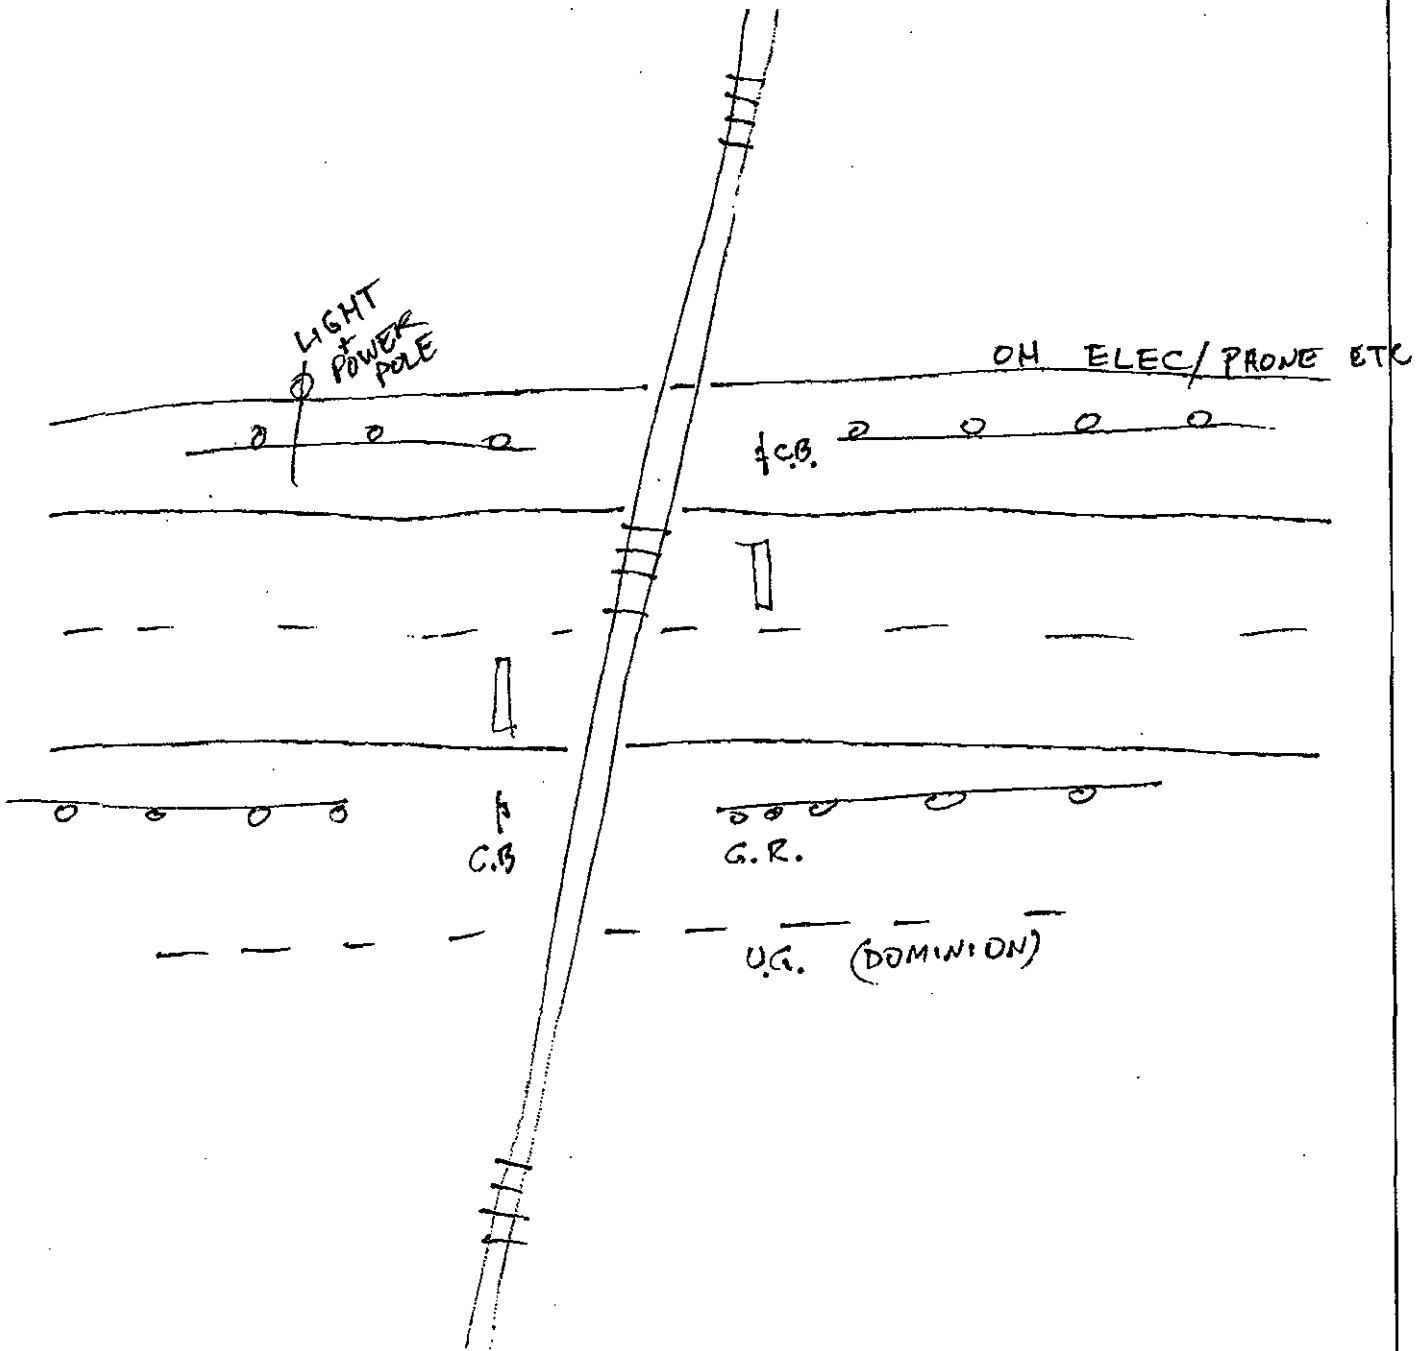 LIGHT
+
POWER
POLE
OH ELEC/PHONE ETC
C.B.
C.B
G.R.
U.G. (DOMINION)